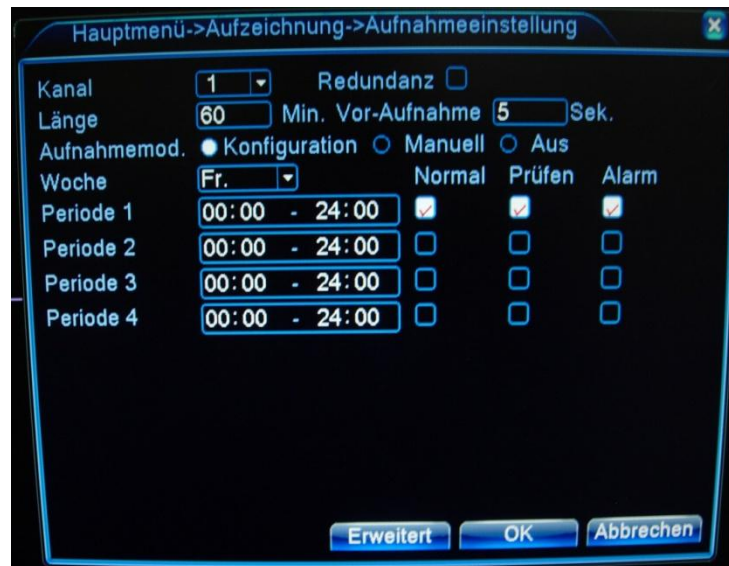 Hauptmenü->Aufzeichnung->Aufnahmeeinstellung
Kanal 1 Redundanz
Länge 60 Min. Vor-Aufnahme 5 Sek.
Aufnahmemod. Konfiguration Manuell Aus
Woche Fr. Normal Prüfen Alarm
Periode 1 00:00 - 24:00
Periode 2 00:00 - 24:00
Periode 3 00:00 - 24:00
Periode 4 00:00 - 24:00
Erweitert OK Abbrechen